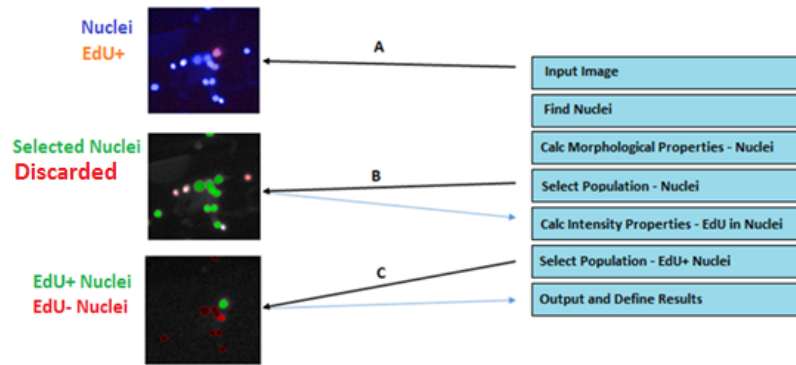 Nuclei
EdU+
A
Input Image
Find Nuclei
Selected Nuclei
Discarded
Calc Morphological Properties - Nuclei
B
Select Population - Nuclei
Calc Intensity Properties - EdU in Nuclei
C
Select Population - EdU+ Nuclei
EdU+ Nuclei
EdU- Nuclei
Output and Define Results